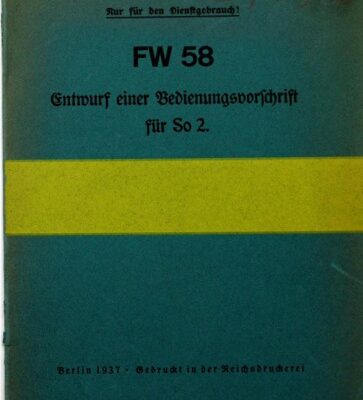 Nur für den Dienstgebrauch!
FW 58
Entwurf einer Bedienungsvorschrift
für So 2.
Berlin 1937 · Gedruckt in der Reichsdruckerei